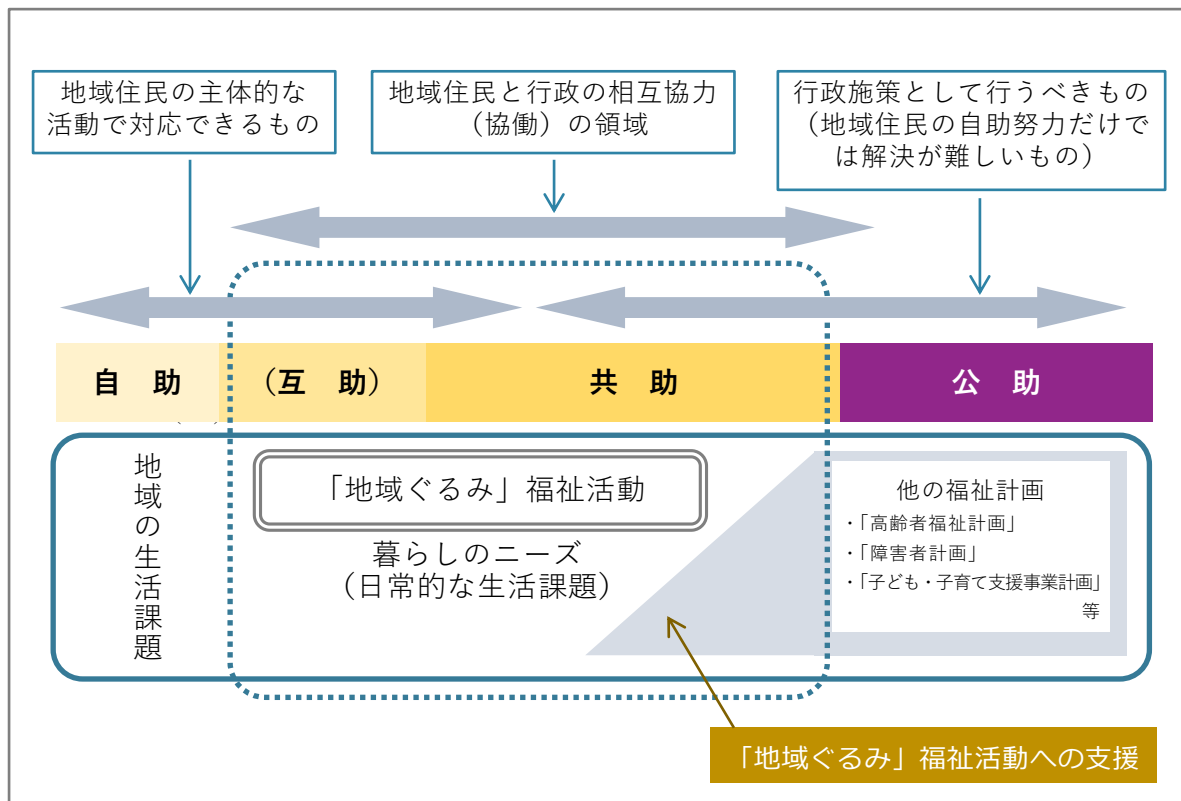 地域住民の主体的な
活動で対応できるもの
地域住民と行政の相互協力
（協働）の領域
行政施策として行うべきもの
（地域住民の自助努力だけで
は解決が難しいもの）
自　助
（互　助）
共　助
公　助
地域の生活課題
「地域ぐるみ」福祉活動
暮らしのニーズ
（日常的な生活課題）
他の福祉計画
・「高齢者福祉計画」
・「障害者計画」
・「子ども・子育て支援事業計画」
等
「地域ぐるみ」福祉活動への支援